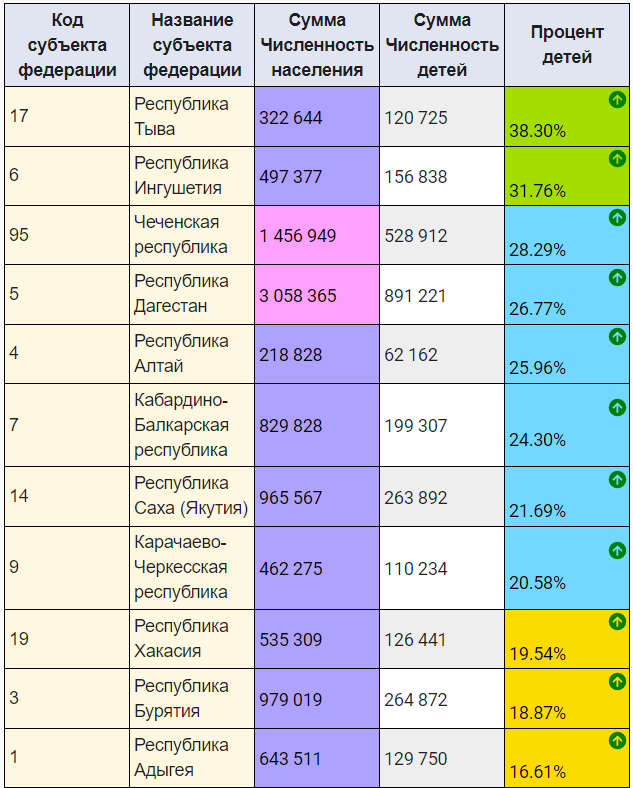 Код субъекта федерации
Название субъекта федерации
Сумма Численность населения
Сумма Численность детей
Процент детей
17
Республика Тыва
322 644
120 725
38.30%
6
Республика Ингушетия
497 377
156 838
31.76%
95
Чеченская республика
1 456 949
528 912
28.29%
5
Республика Дагестан
3 058 365
891 221
26.77%
4
Республика Алтай
218 828
62 162
25.96%
7
Кабардино-Балкарская республика
829 828
199 307
24.30%
14
Республика Саха (Якутия)
965 567
263 892
21.69%
9
Карачаево-Черкесская республика
462 275
110 234
20.58%
19
Республика Хакасия
535 309
126 441
19.54%
3
Республика Бурятия
979 019
264 872
18.87%
1
Республика Адыгея
643 511
129 750
16.61%